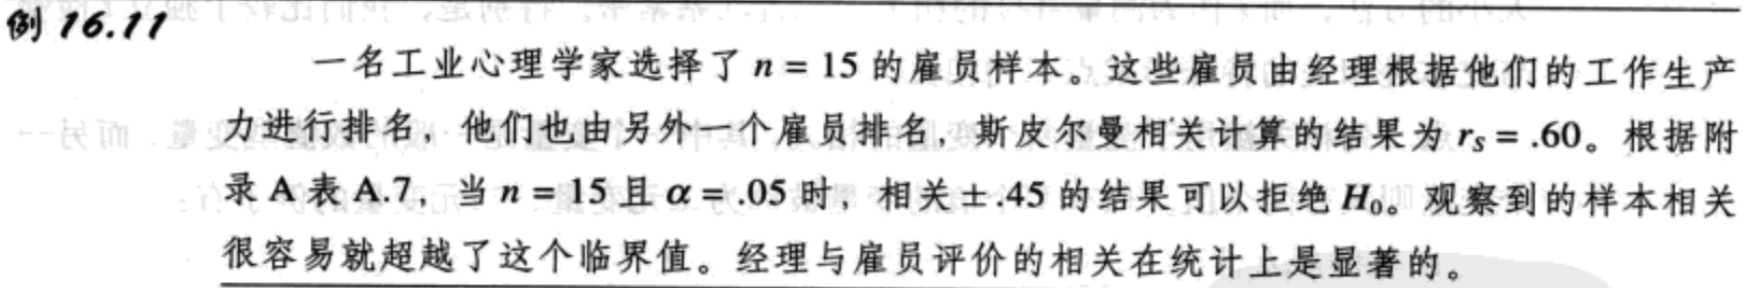 例 16.11
一名工业心理学家选择了 n = 15 的雇员样本。这些雇员由经理根据他们的工作生产
力进行排名，他们也由另外一个雇员排名，斯皮尔曼相关计算的结果为 rs = .60。根据附
录 A 表 A.7，当 n = 15 且 α = .05 时，相关 ± .45 的结果可以拒绝 H₀。观察到的样本相关
很容易就超越了这个临界值。经理与雇员评价的相关在统计上是显著的。